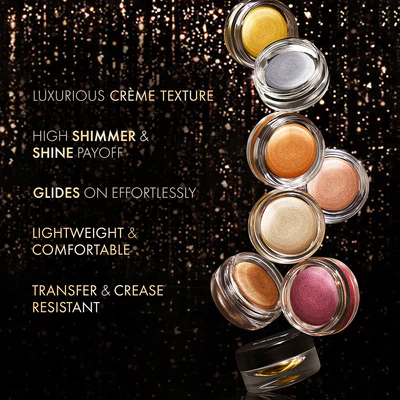 LUXURIOUS CRÈME TEXTURE
HIGH SHIMMER &
SHINE PAYOFF
GLIDES ON EFFORTLESSLY
LIGHTWEIGHT &
COMFORTABLE
TRANSFER & CREASE
RESISTANT